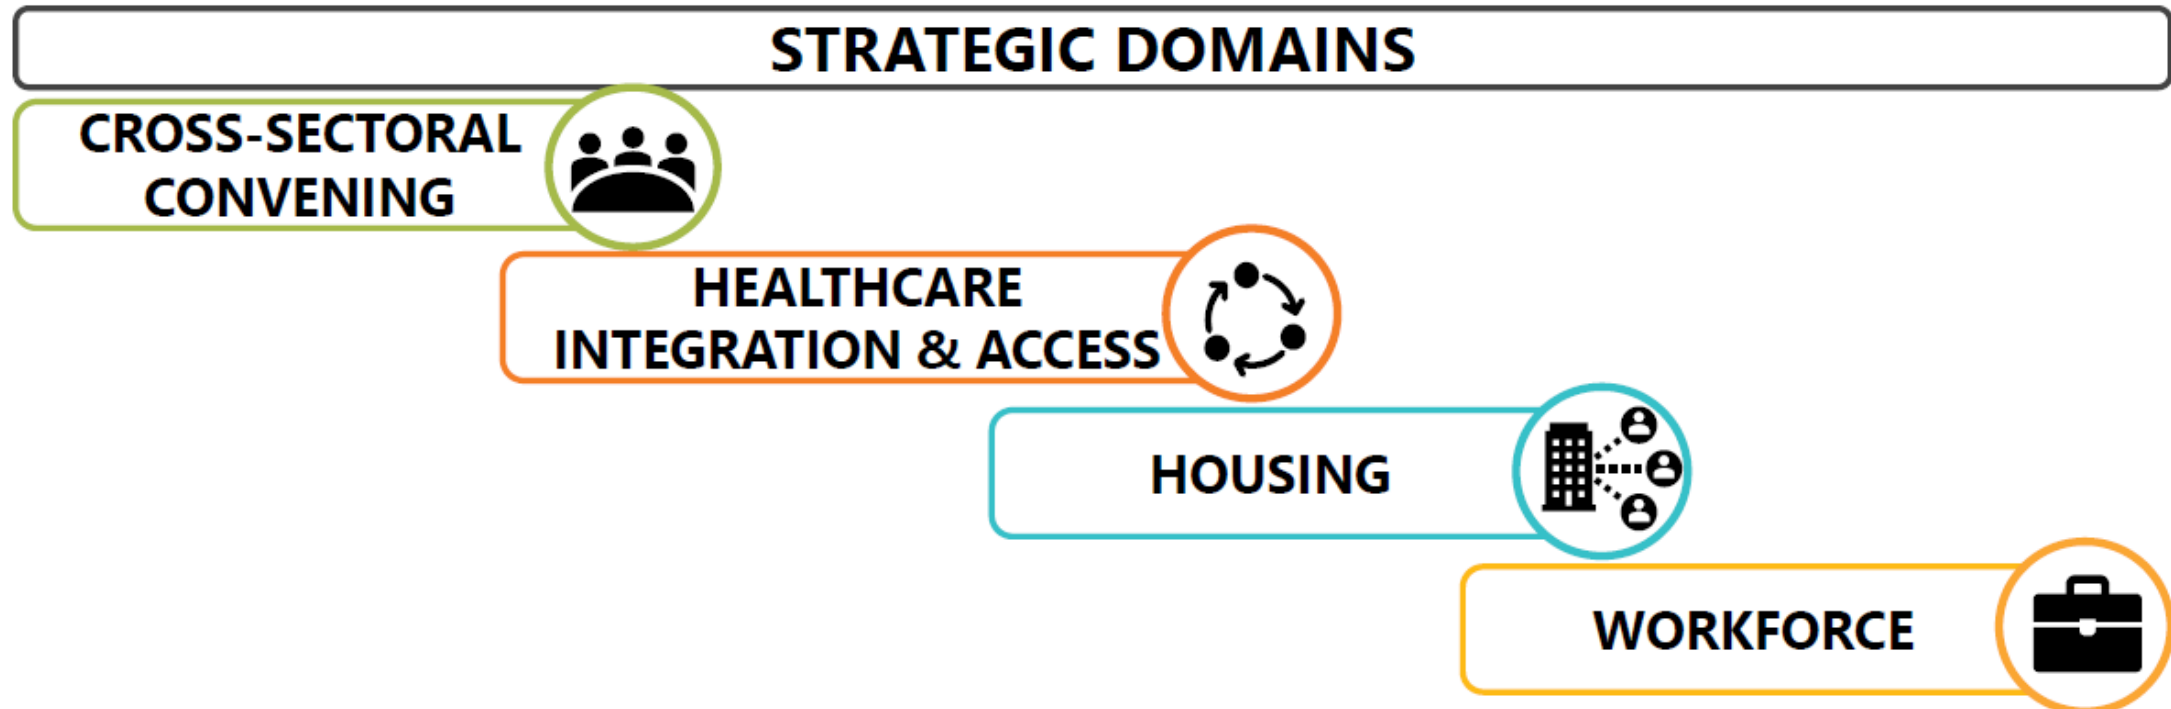 STRATEGIC DOMAINS
CROSS-SECTORAL
CONVENING
HEALTHCARE
INTEGRATION & ACCESS
HOUSING
WORKFORCE